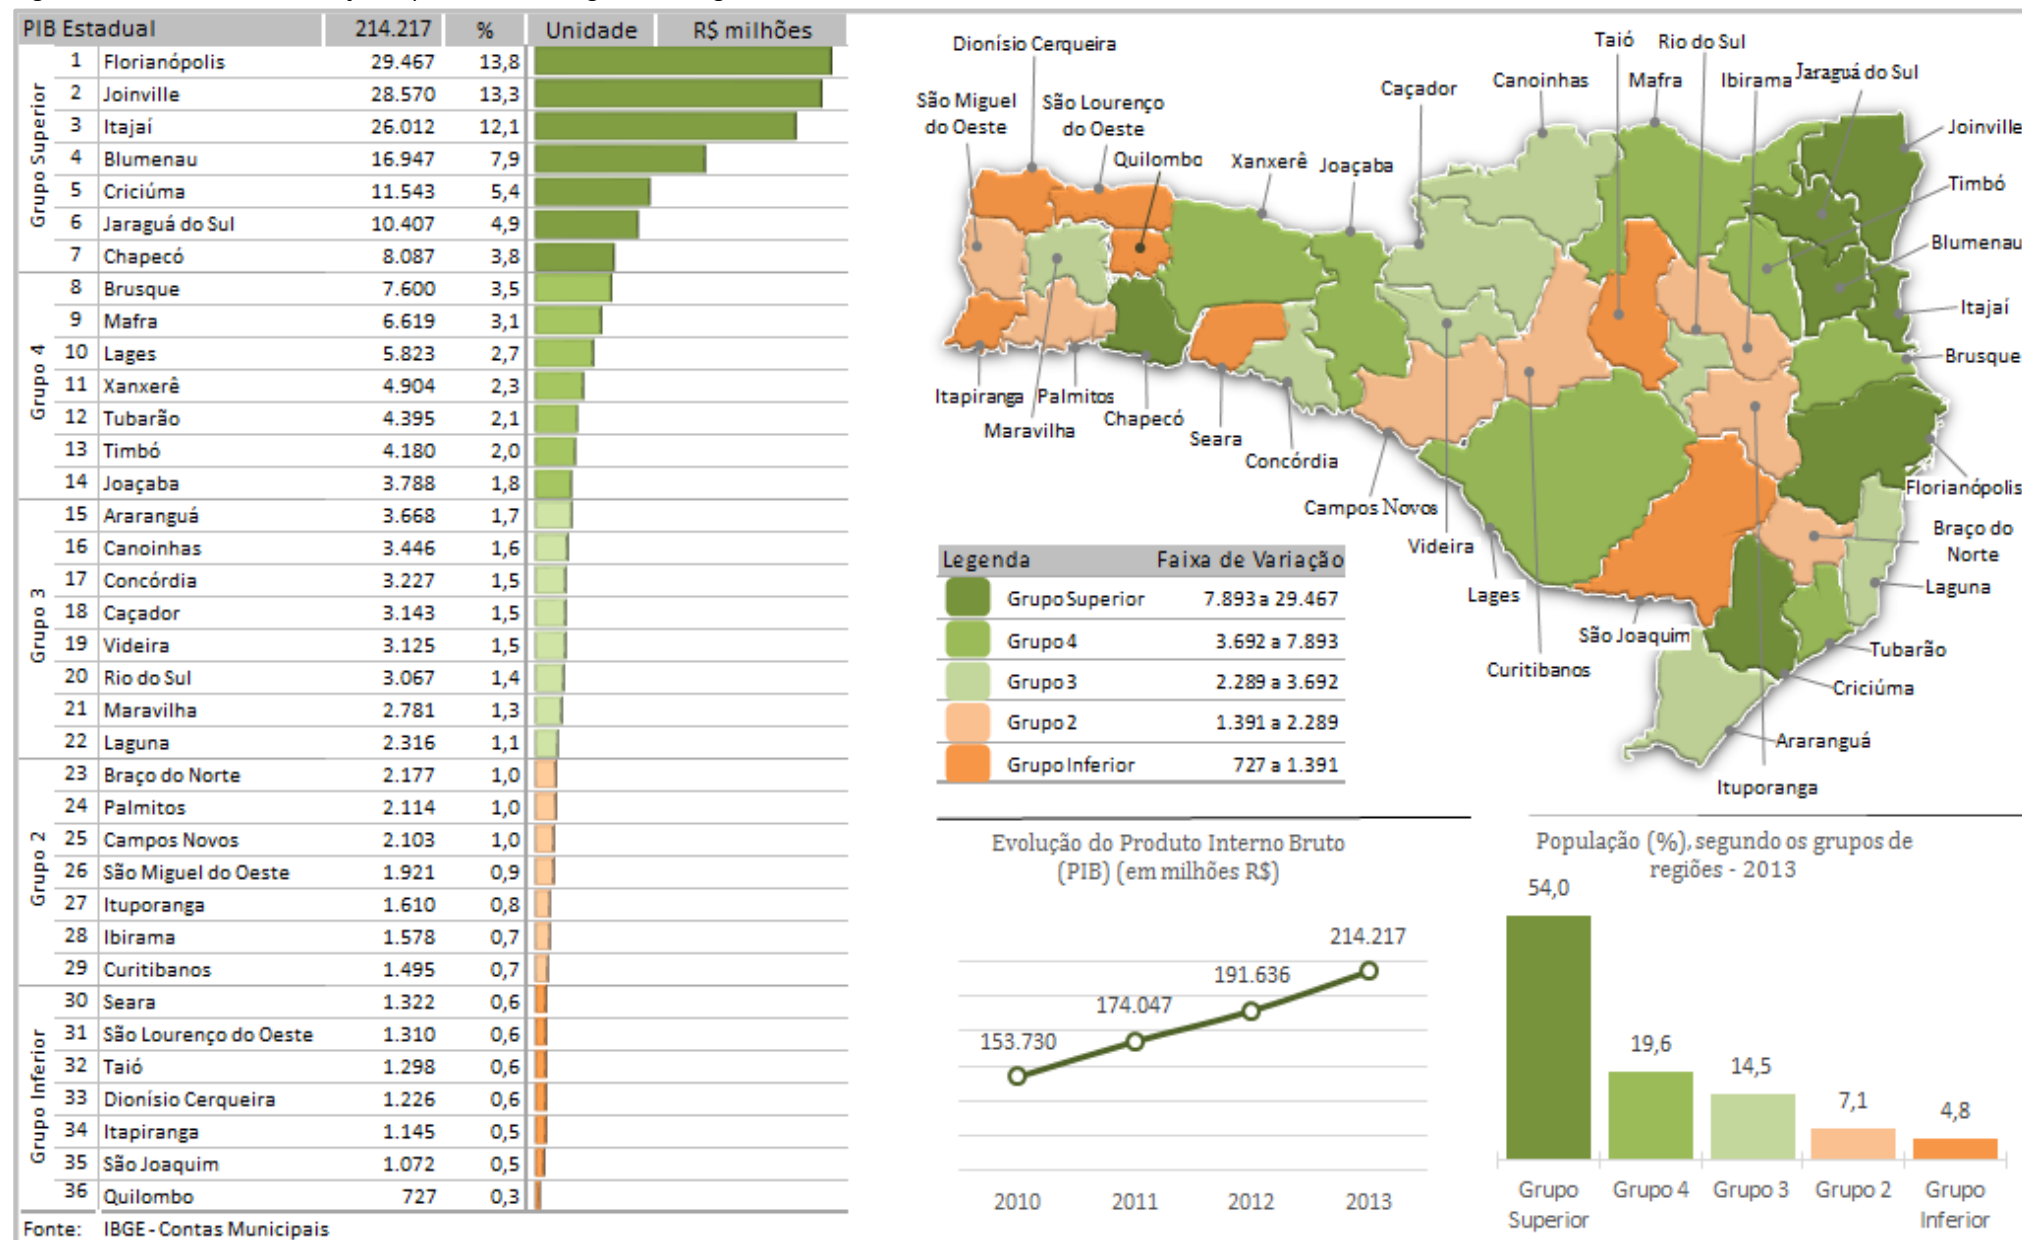 PIB Estadual 214.217 % Unidade R$ milhões
Grupo Superior
1 Florianópolis 29.467 13,8
2 Joinville 28.570 13,3
3 Itajaí 26.012 12,1
4 Blumenau 16.947 7,9
5 Criciúma 11.543 5,4
6 Jaraguá do Sul 10.407 4,9
7 Chapecó 8.087 3,8
Grupo 4
8 Brusque 7.600 3,5
9 Mafra 6.619 3,1
10 Lages 5.823 2,7
11 Xanxerê 4.904 2,3
12 Tubarão 4.395 2,1
13 Timbó 4.180 2,0
14 Joaçaba 3.788 1,8
Grupo 3
15 Araranguá 3.668 1,7
16 Canoinhas 3.446 1,6
17 Concórdia 3.227 1,5
18 Caçador 3.143 1,5
19 Videira 3.125 1,5
20 Rio do Sul 3.067 1,4
21 Maravilha 2.781 1,3
22 Laguna 2.316 1,1
Grupo 2
23 Braço do Norte 2.177 1,0
24 Palmitos 2.114 1,0
25 Campos Novos 2.103 1,0
26 São Miguel do Oeste 1.921 0,9
27 Ituporanga 1.610 0,8
28 Ibirama 1.578 0,7
29 Curitibanos 1.495 0,7
Grupo Inferior
30 Seara 1.322 0,6
31 São Lourenço do Oeste 1.310 0,6
32 Taió 1.298 0,6
33 Dionísio Cerqueira 1.226 0,6
34 Itapiranga 1.145 0,5
35 São Joaquim 1.072 0,5
36 Quilombo 727 0,3
Fonte: IBGE - Contas Municipais
Dionísio Cerqueira
São Miguel
do Oeste
São Lourenço
do Oeste
Quilombo
Xanxerê
Joaçaba
Caçador
Canoinhas
Taió
Mafra
Rio do Sul
Ibirama
Jaraguá do Sul
Joinville
Timbó
Blumenau
Itajaí
Brusque
Florianópolis
Braço do
Norte
Laguna
Tubarão
Criciúma
Araranguá
Ituporanga
São Joaquim
Curitibanos
Lages
Videira
Campos Novos
Concórdia
Seara
Chapecó
Maravilha
Palmitos
Itapiranga
Legenda Faixa de Variação
Grupo Superior 7.893 a 29.467
Grupo 4 3.692 a 7.893
Grupo 3 2.289 a 3.692
Grupo 2 1.391 a 2.289
Grupo Inferior 727 a 1.391
Evolução do Produto Interno Bruto
(PIB) (em milhões R$)
153.730
174.047
191.636
214.217
2010 2011 2012 2013
População (%), segundo os grupos de
regiões - 2013
54,0
19,6
14,5
7,1
4,8
Grupo
Superior
Grupo 4
Grupo 3
Grupo 2
Grupo
Inferior